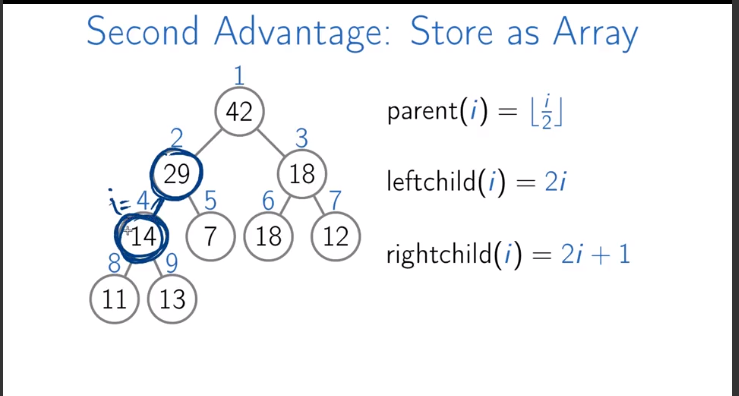 Second Advantage: Store as Array
1
42
parent(i) = ⌊i/2⌋
2 3
29 18
leftchild(i) = 2i
i= 4 5 6 7
14 7 18 12
rightchild(i) = 2i + 1
8 9
11 13